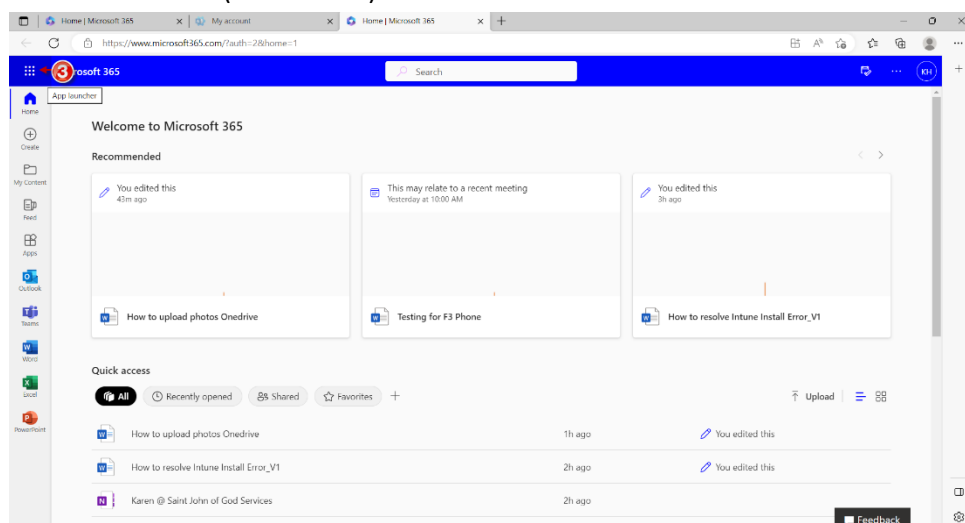 Home | Microsoft 365
My account
Home | Microsoft 365
https://www.microsoft365.com/?auth=2&home=1
3
rosoft 365
Search
KH
App launcher
Home
Create
My Content
Feed
Apps
Outlook
Teams
Word
Excel
PowerPoint
Welcome to Microsoft 365
Recommended
You edited this
43m ago
This may relate to a recent meeting
Yesterday at 10:00 AM
You edited this
3h ago
How to upload photos Onedrive
Testing for F3 Phone
How to resolve Intune Install Error_V1
Quick access
All
Recently opened
Shared
Favorites
Upload
How to upload photos Onedrive 1h ago You edited this
How to resolve Intune Install Error_V1 2h ago You edited this
Karen @ Saint John of God Services 2h ago
Feedback